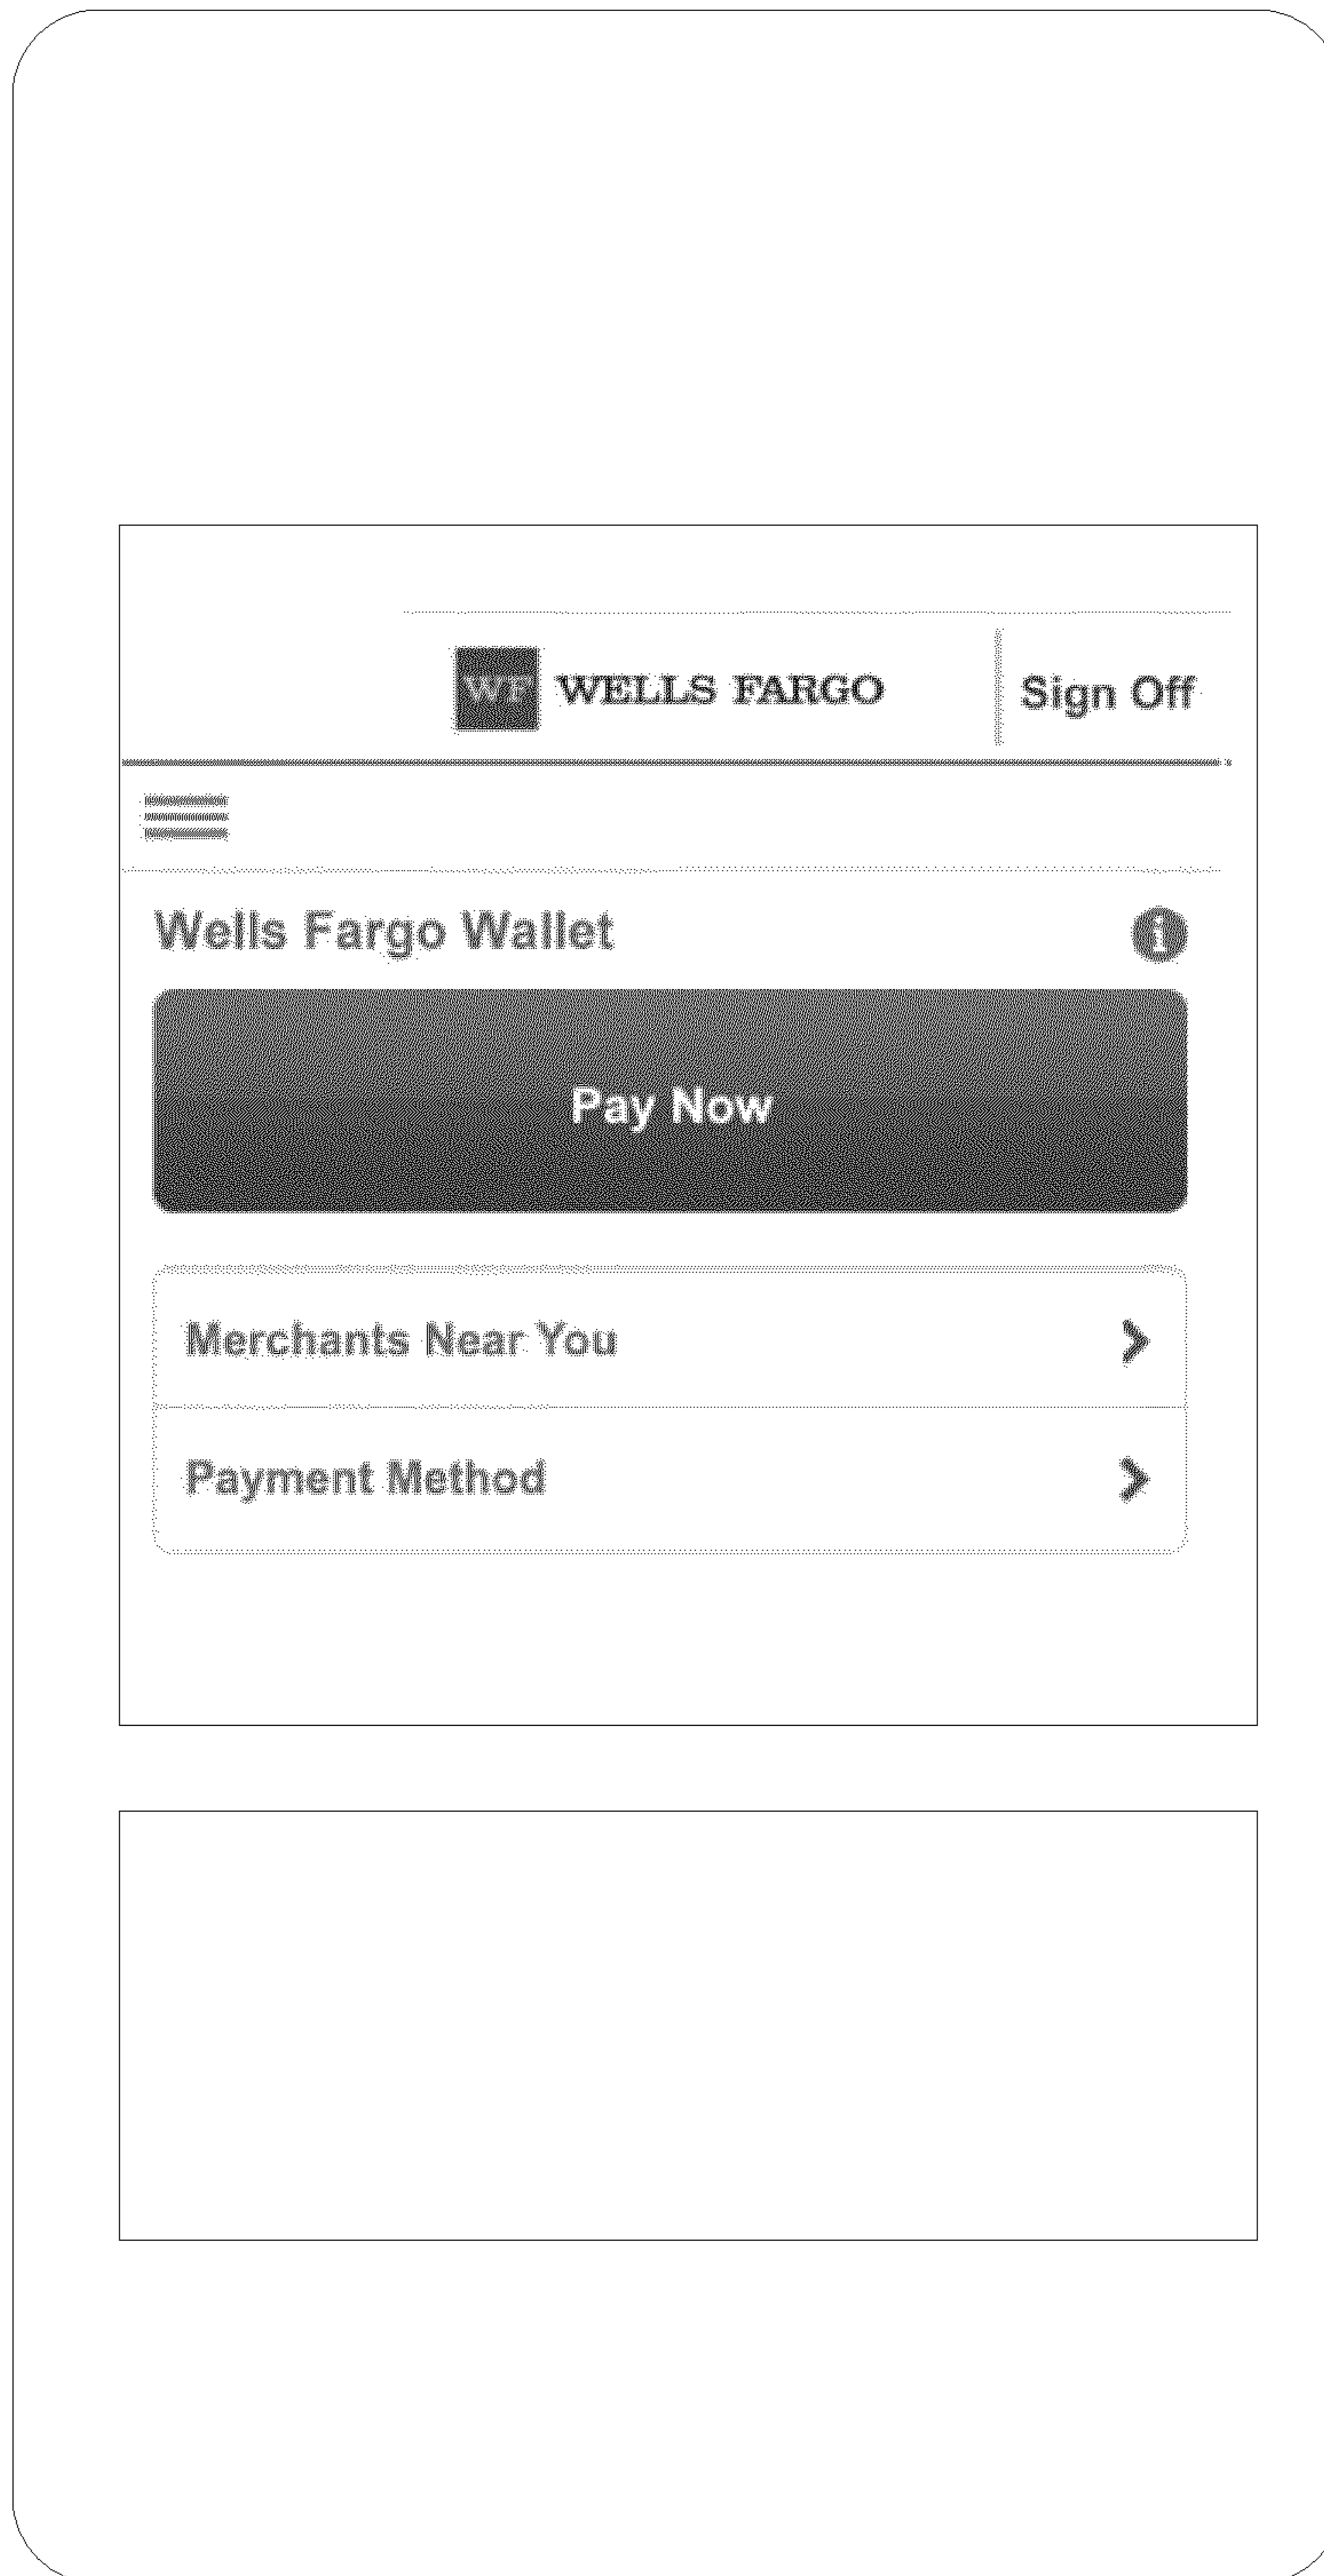 WF WELLS FARGO Sign Off
Wells Fargo Wallet i
Pay Now
Merchants Near You
Payment Method